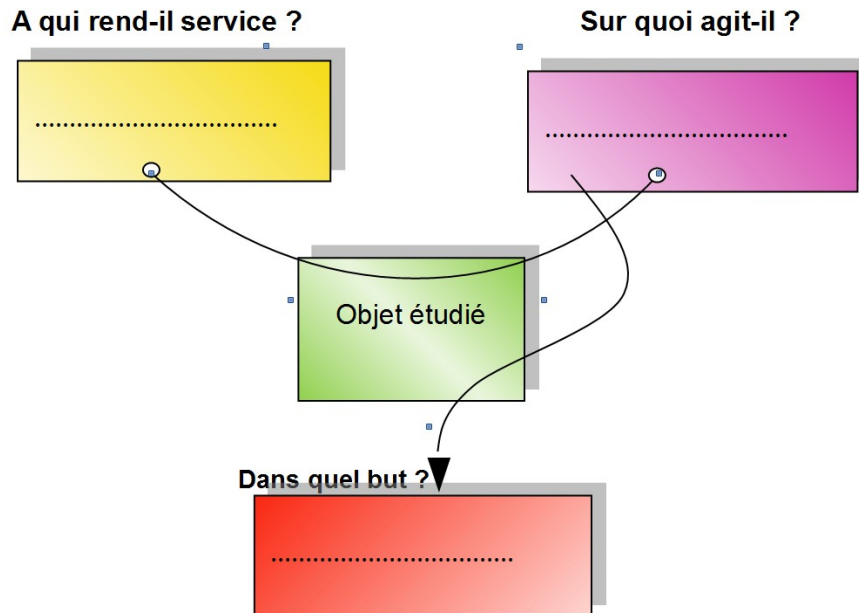 A qui rend-il service ?
Sur quoi agit-il ?
...................................
...................................
Objet étudié
Dans quel but ?
...................................